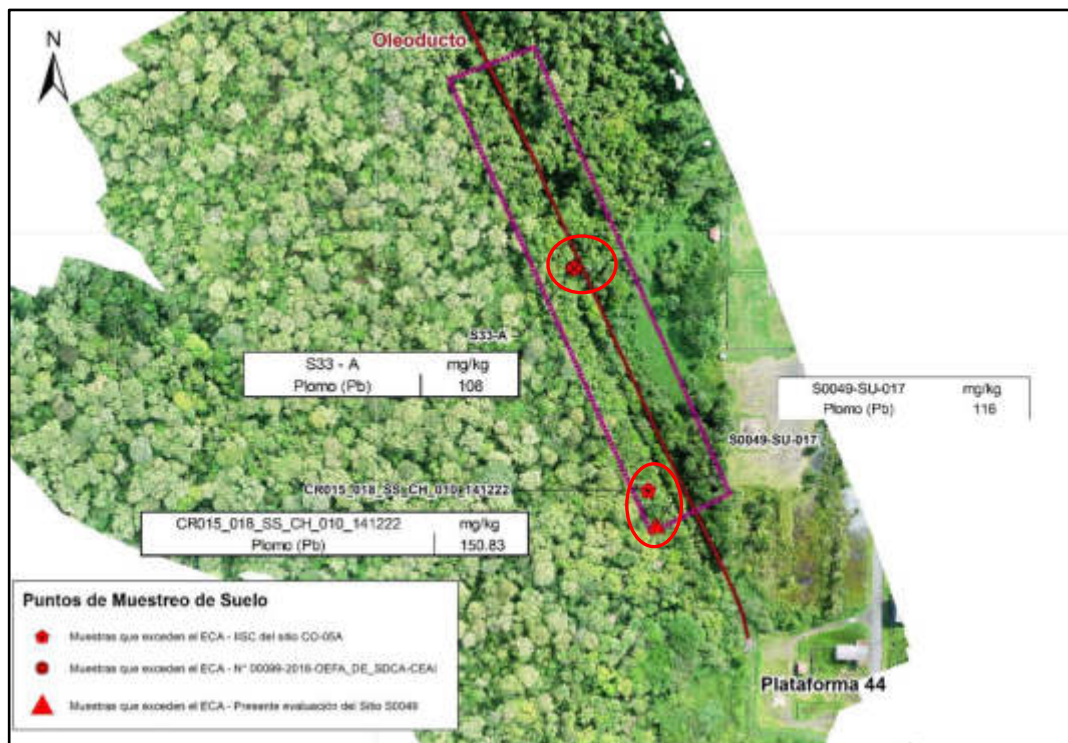 N
Oleoducto
S33-A
S33 - A mg/kg
Plomo (Pb) 108
S0049-SU-017 mg/kg
Plomo (Pb) 116
S0049-SU-017
CR015_018_SS_CH_010_141222
CR015_018_SS_CH_010_141222 mg/kg
Plomo (Pb) 150.83
Puntos de Muestreo de Suelo
Muestras que exceden el ECA - IISC del sitio CO-05A
Muestras que exceden el ECA - N° 00099-2018-OEFA_DE_SDCA-CEAI
Muestras que exceden el ECA - Presente evaluación del Sitio S0049
Plataforma 44